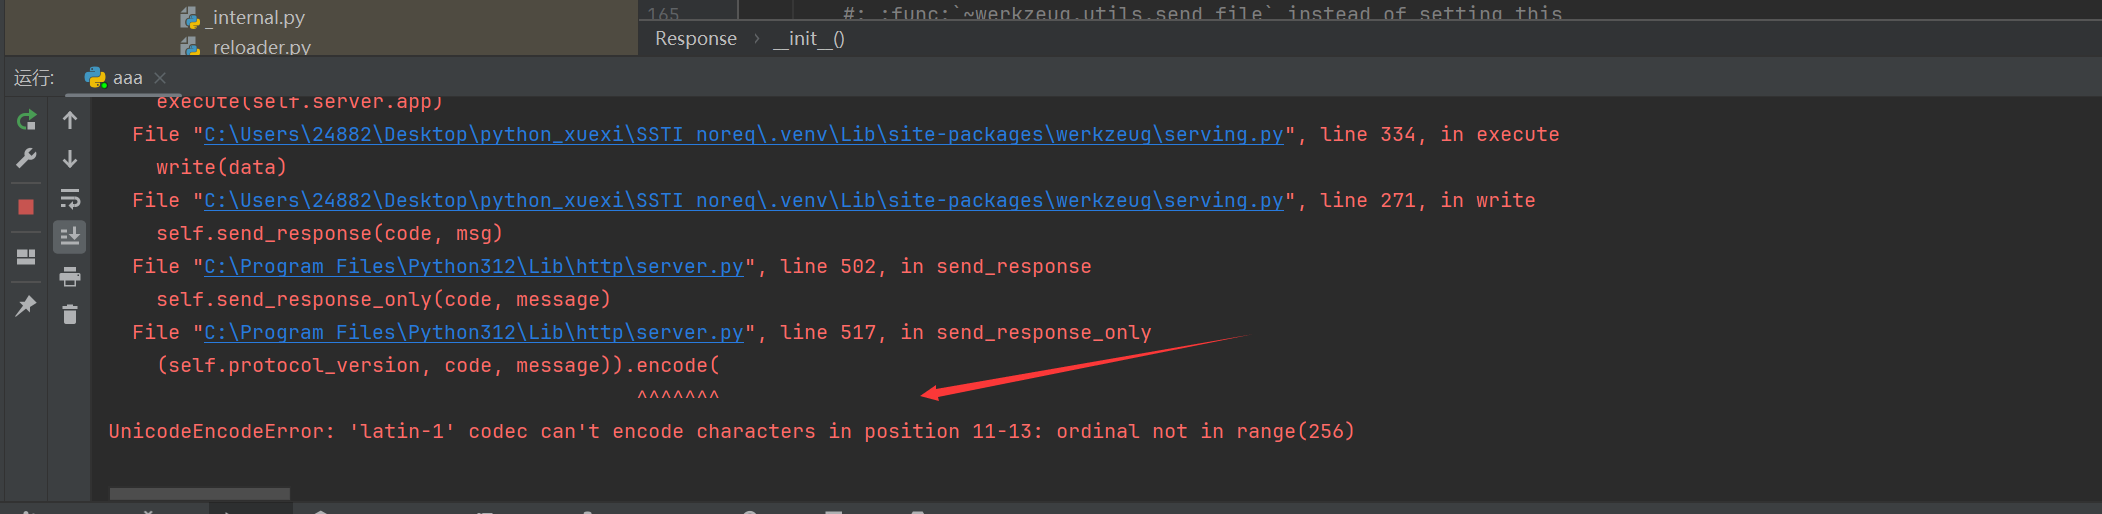 _internal.py
_reloader.py
165 #: :func:`~werkzeug.utils.send_file` instead of setting this
Response › __init__()
运行: aaa
execute(self.server.app)
File "C:\Users\24882\Desktop\python_xuexi\SSTI_noreq\.venv\Lib\site-packages\werkzeug\serving.py", line 334, in execute
write(data)
File "C:\Users\24882\Desktop\python_xuexi\SSTI_noreq\.venv\Lib\site-packages\werkzeug\serving.py", line 271, in write
self.send_response(code, msg)
File "C:\Program Files\Python312\Lib\http\server.py", line 502, in send_response
self.send_response_only(code, message)
File "C:\Program Files\Python312\Lib\http\server.py", line 517, in send_response_only
(self.protocol_version, code, message)).encode(
^^^^^^^
UnicodeEncodeError: 'latin-1' codec can't encode characters in position 11-13: ordinal not in range(256)